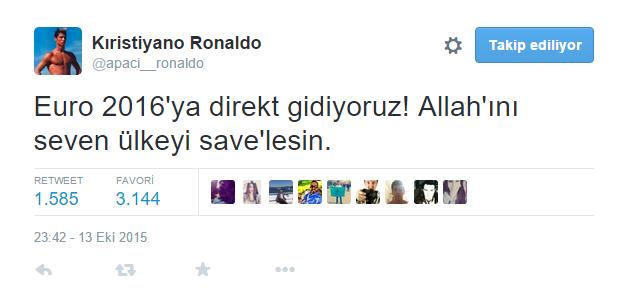 Kıristiyano Ronaldo
@apaci__ronaldo
Takip ediliyor
Euro 2016'ya direkt gidiyoruz! Allah'ını
seven ülkeyi save'lesin.
RETWEET FAVORİ
1.585 3.144
23:42 - 13 Eki 2015